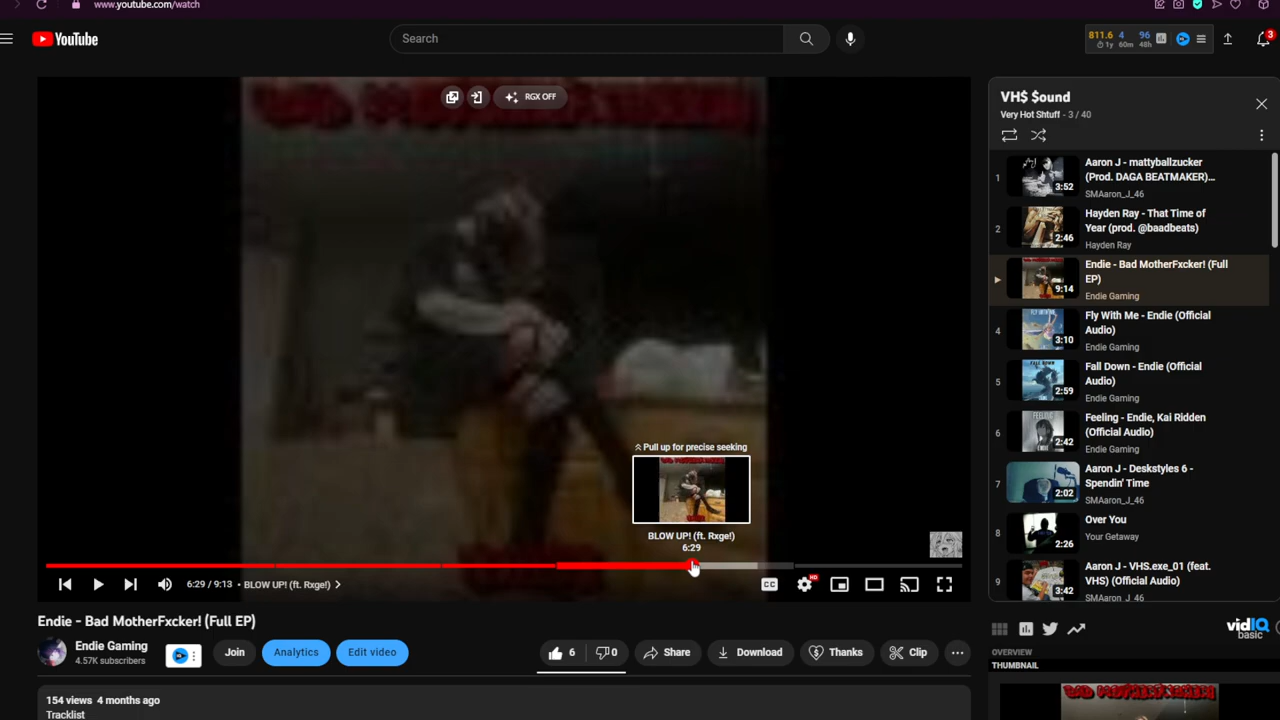 www.youtube.com/watch
YouTube
Search
811.6 4 96
1y 60m 48h
3
RGX OFF
Pull up for precise seeking
BLOW UP! (ft. Rxge!)
6:29
6:29 / 9:13 • BLOW UP! (ft. Rxge!)
CC
HD
Endie - Bad MotherFxcker! (Full EP)
Endie Gaming
4.57K subscribers
Join
Analytics
Edit video
6
0
Share
Download
Thanks
Clip
154 views 4 months ago
Tracklist
VH$ $ound
Very Hot Shtuff - 3 / 40
1
3:52
Aaron J - mattyballzucker
(Prod. DAGA BEATMAKER)...
SMAaron_J_46
2
2:46
Hayden Ray - That Time of
Year (prod. @baadbeats)
Hayden Ray
9:14
Endie - Bad MotherFxcker! (Full
EP)
Endie Gaming
4
3:10
Fly With Me - Endie (Official
Audio)
Endie Gaming
5
2:59
Fall Down - Endie (Official
Audio)
Endie Gaming
6
FEELING
2:42
Feeling - Endie, Kai Ridden
(Official Audio)
Endie Gaming
7
2:02
Aaron J - Deskstyles 6 -
Spendin' Time
SMAaron_J_46
8
2:26
Over You
Your Getaway
9
3:42
Aaron J - VHS.exe_01 (feat.
VHS) (Official Audio)
SMAaron_J_46
vidIQ
basic
OVERVIEW
THUMBNAIL